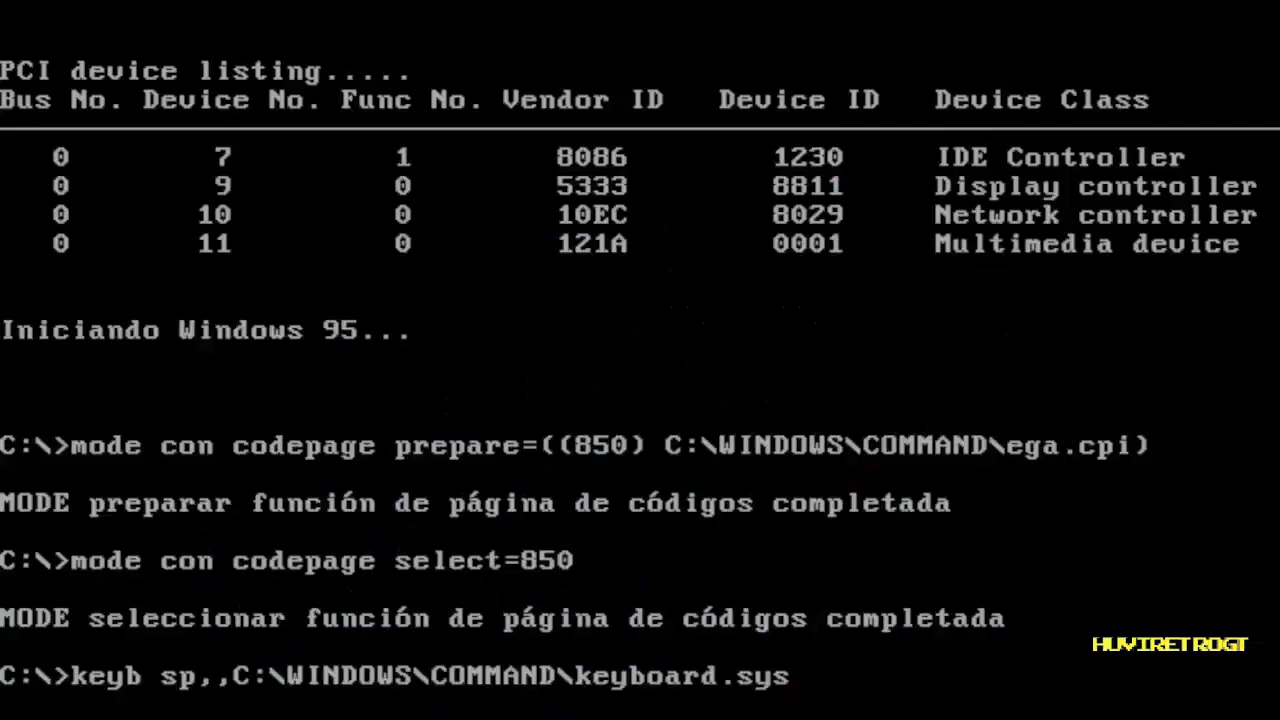 PCI device listing.....
Bus No. Device No. Func No. Vendor ID Device ID Device Class
0 7 1 8086 1230 IDE Controller
0 9 0 5333 8811 Display controller
0 10 0 10EC 8029 Network controller
0 11 0 121A 0001 Multimedia device
Iniciando Windows 95...
C:\>mode con codepage prepare=((850) C:\WINDOWS\COMMAND\ega.cpi)
MODE preparar función de página de códigos completada
C:\>mode con codepage select=850
MODE seleccionar función de página de códigos completada
HUVIRETROGT
C:\>keyb sp,,C:\WINDOWS\COMMAND\keyboard.sys